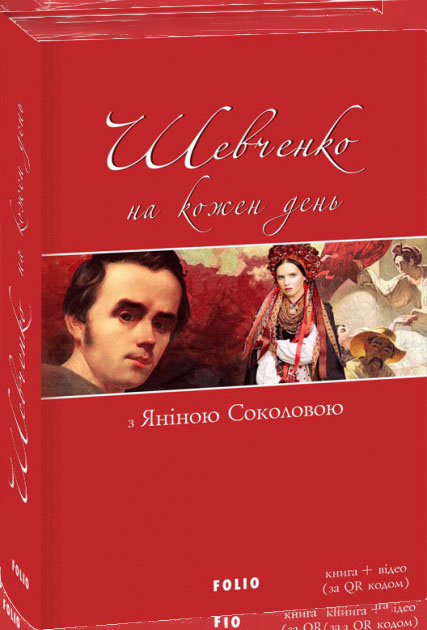 Шевченко
на кожен день
з Яніною Соколовою
книга + відео
(за QR кодом)
FOLIO
Шевченко на кожен день
FOLIO